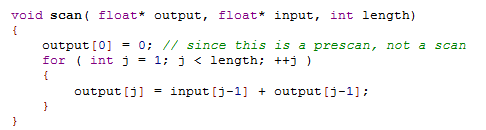 void scan( float* output, float* input, int length)
{
    output[0] = 0; // since this is a prescan, not a scan
    for ( int j = 1; j < length; ++j )
    {
        output[j] = input[j-1] + output[j-1];
    }
}